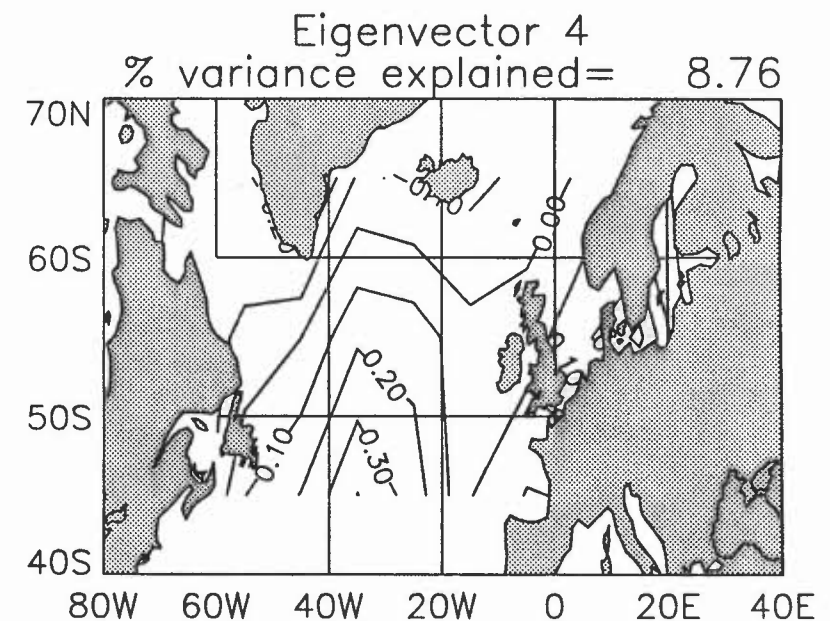 Eigenvector 4
% variance explained= 8.76
70N
0.00
60S
0.20
50S
0.10
0.30
40S
80W 60W 40W 20W 0 20E 40E